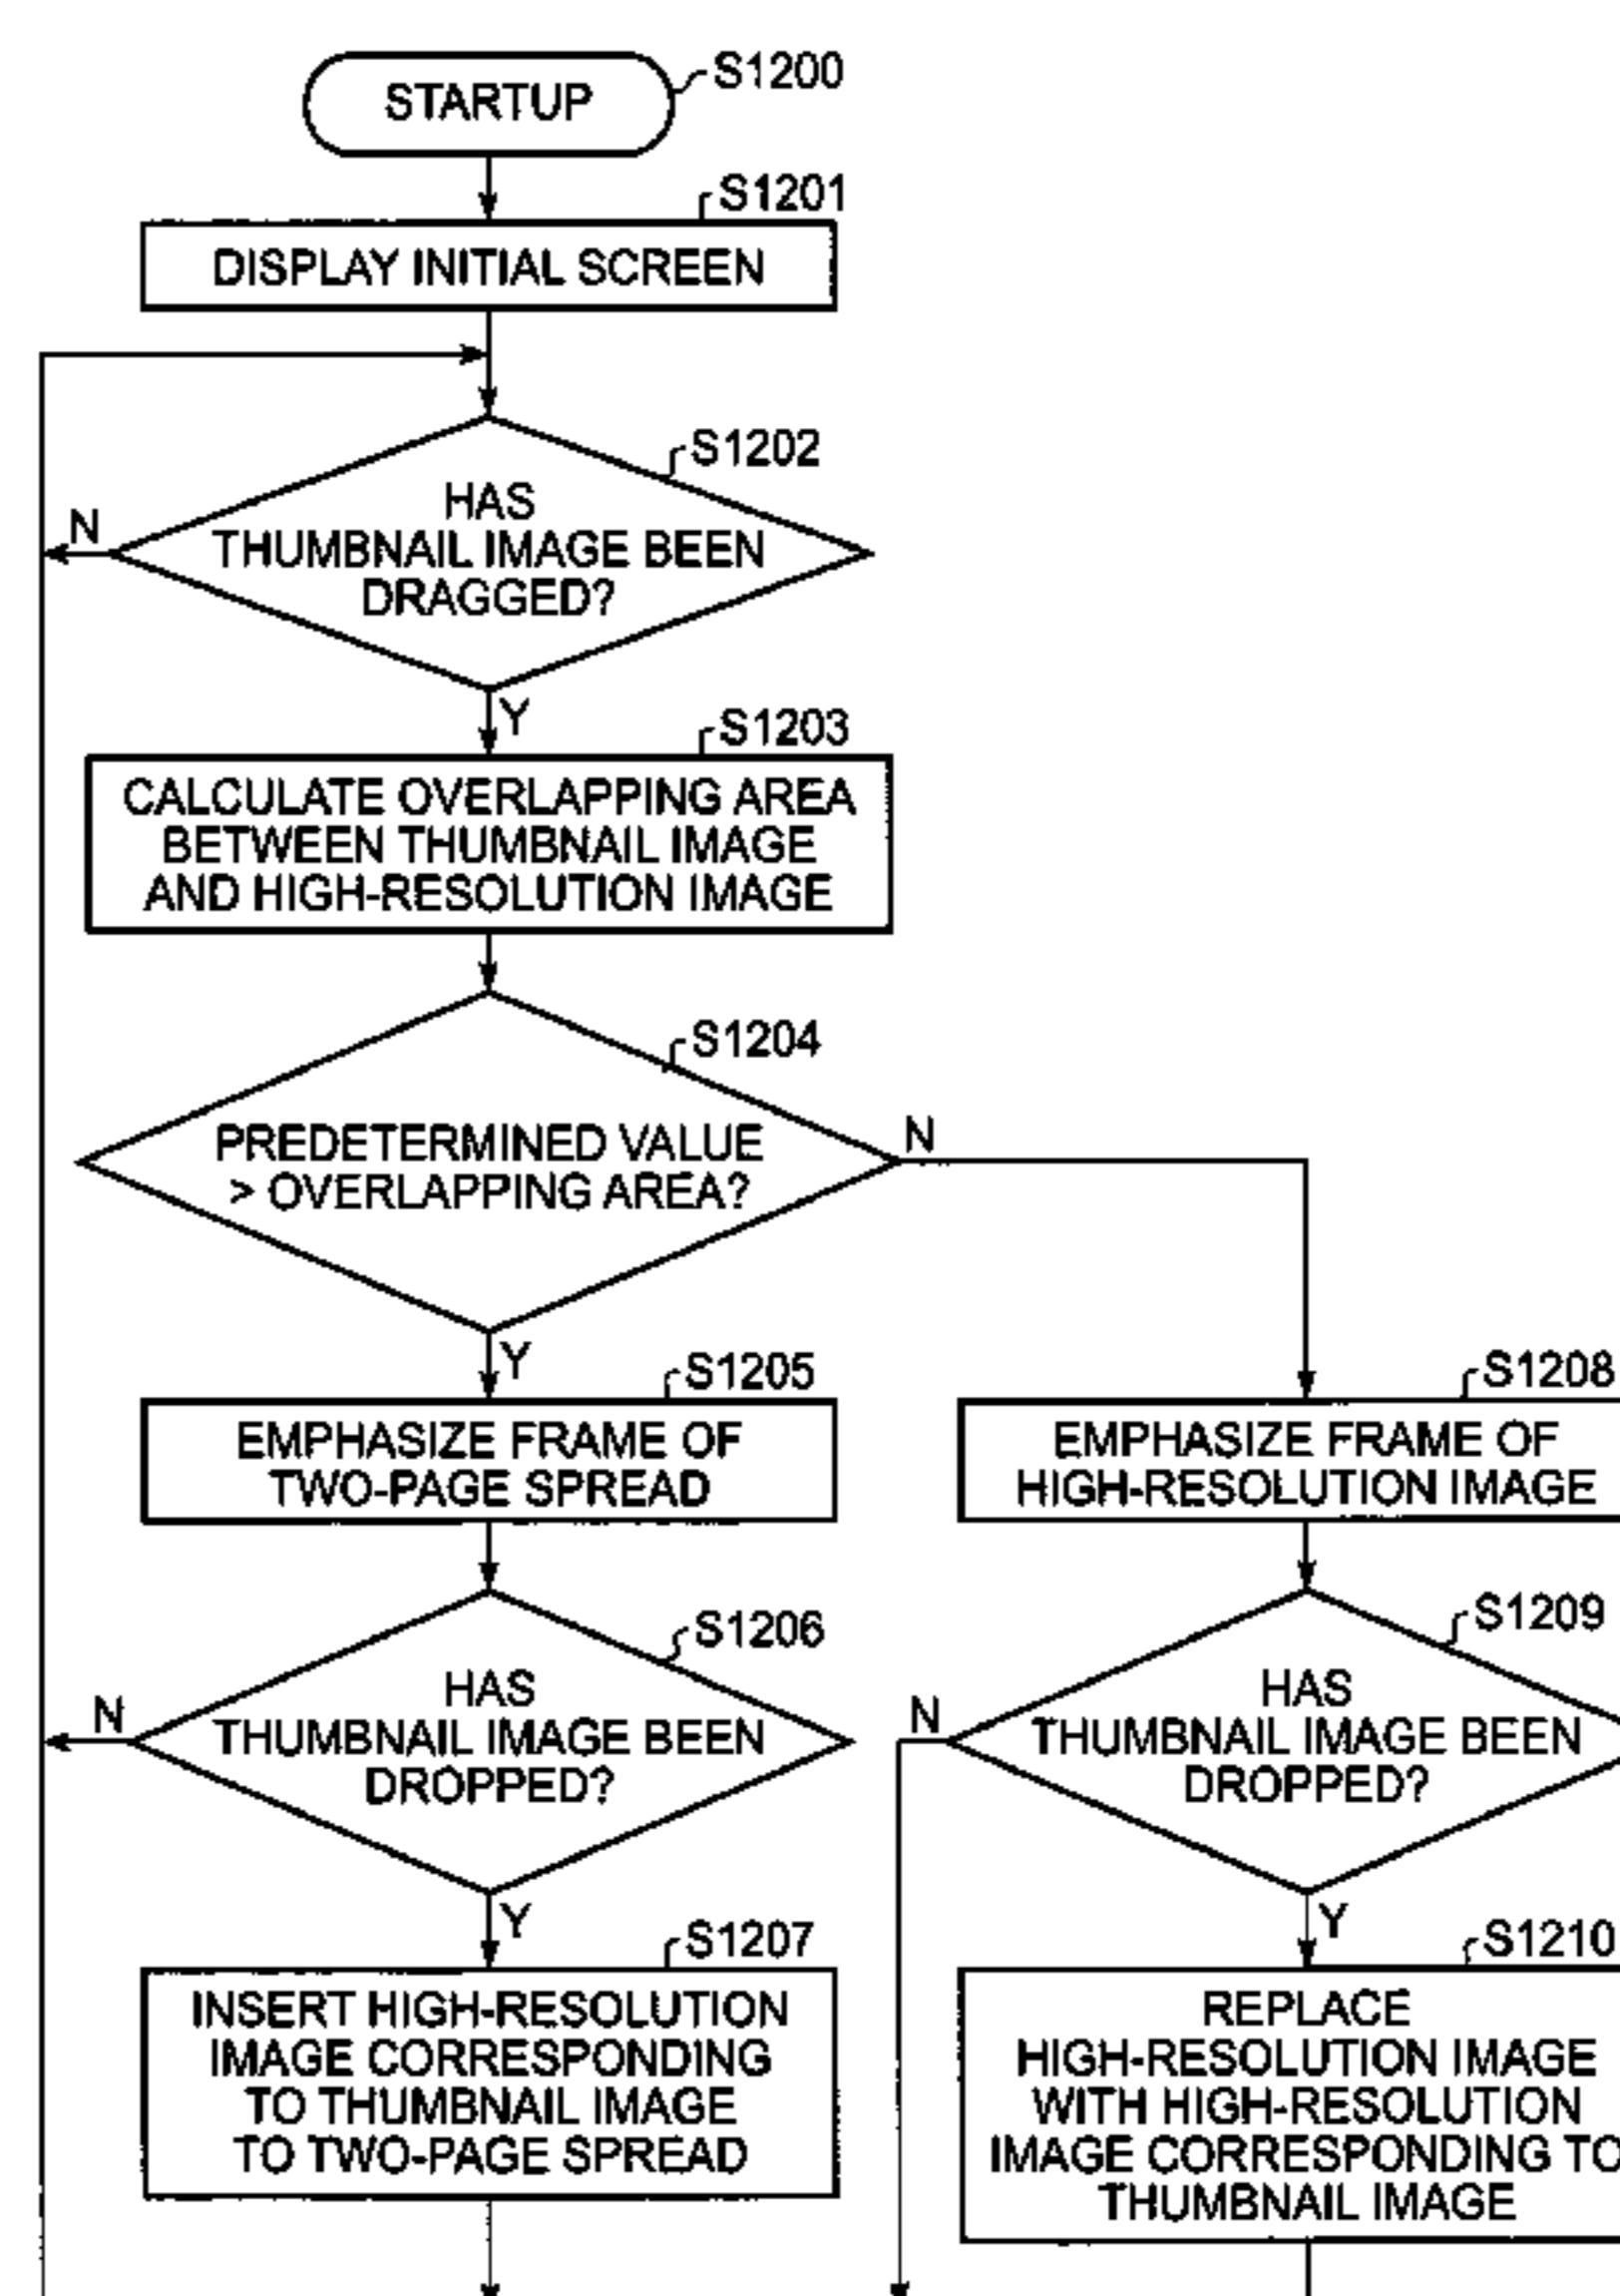 STARTUP
S1200
S1201
DISPLAY INITIAL SCREEN
S1202
HAS
THUMBNAIL IMAGE BEEN
DRAGGED?
N
Y
S1203
CALCULATE OVERLAPPING AREA
BETWEEN THUMBNAIL IMAGE
AND HIGH-RESOLUTION IMAGE
S1204
PREDETERMINED VALUE
> OVERLAPPING AREA?
N
Y
S1205
EMPHASIZE FRAME OF
TWO-PAGE SPREAD
S1208
EMPHASIZE FRAME OF
HIGH-RESOLUTION IMAGE
S1206
HAS
THUMBNAIL IMAGE BEEN
DROPPED?
N
Y
S1209
HAS
THUMBNAIL IMAGE BEEN
DROPPED?
N
Y
S1207
INSERT HIGH-RESOLUTION
IMAGE CORRESPONDING
TO THUMBNAIL IMAGE
TO TWO-PAGE SPREAD
S1210
REPLACE
HIGH-RESOLUTION IMAGE
WITH HIGH-RESOLUTION
IMAGE CORRESPONDING TO
THUMBNAIL IMAGE